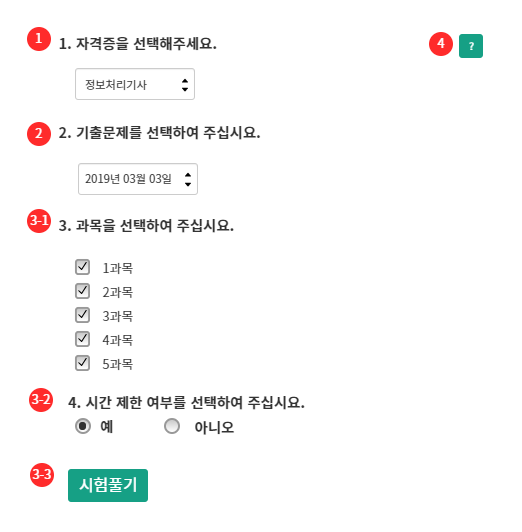 1 1. 자격증을 선택해주세요. 4 ?
정보처리기사
2 2. 기출문제를 선택하여 주십시요.
2019년 03월 03일
3-1 3. 과목을 선택하여 주십시요.
1과목
2과목
3과목
4과목
5과목
3-2 4. 시간 제한 여부를 선택하여 주십시요.
예 아니오
3-3 시험풀기